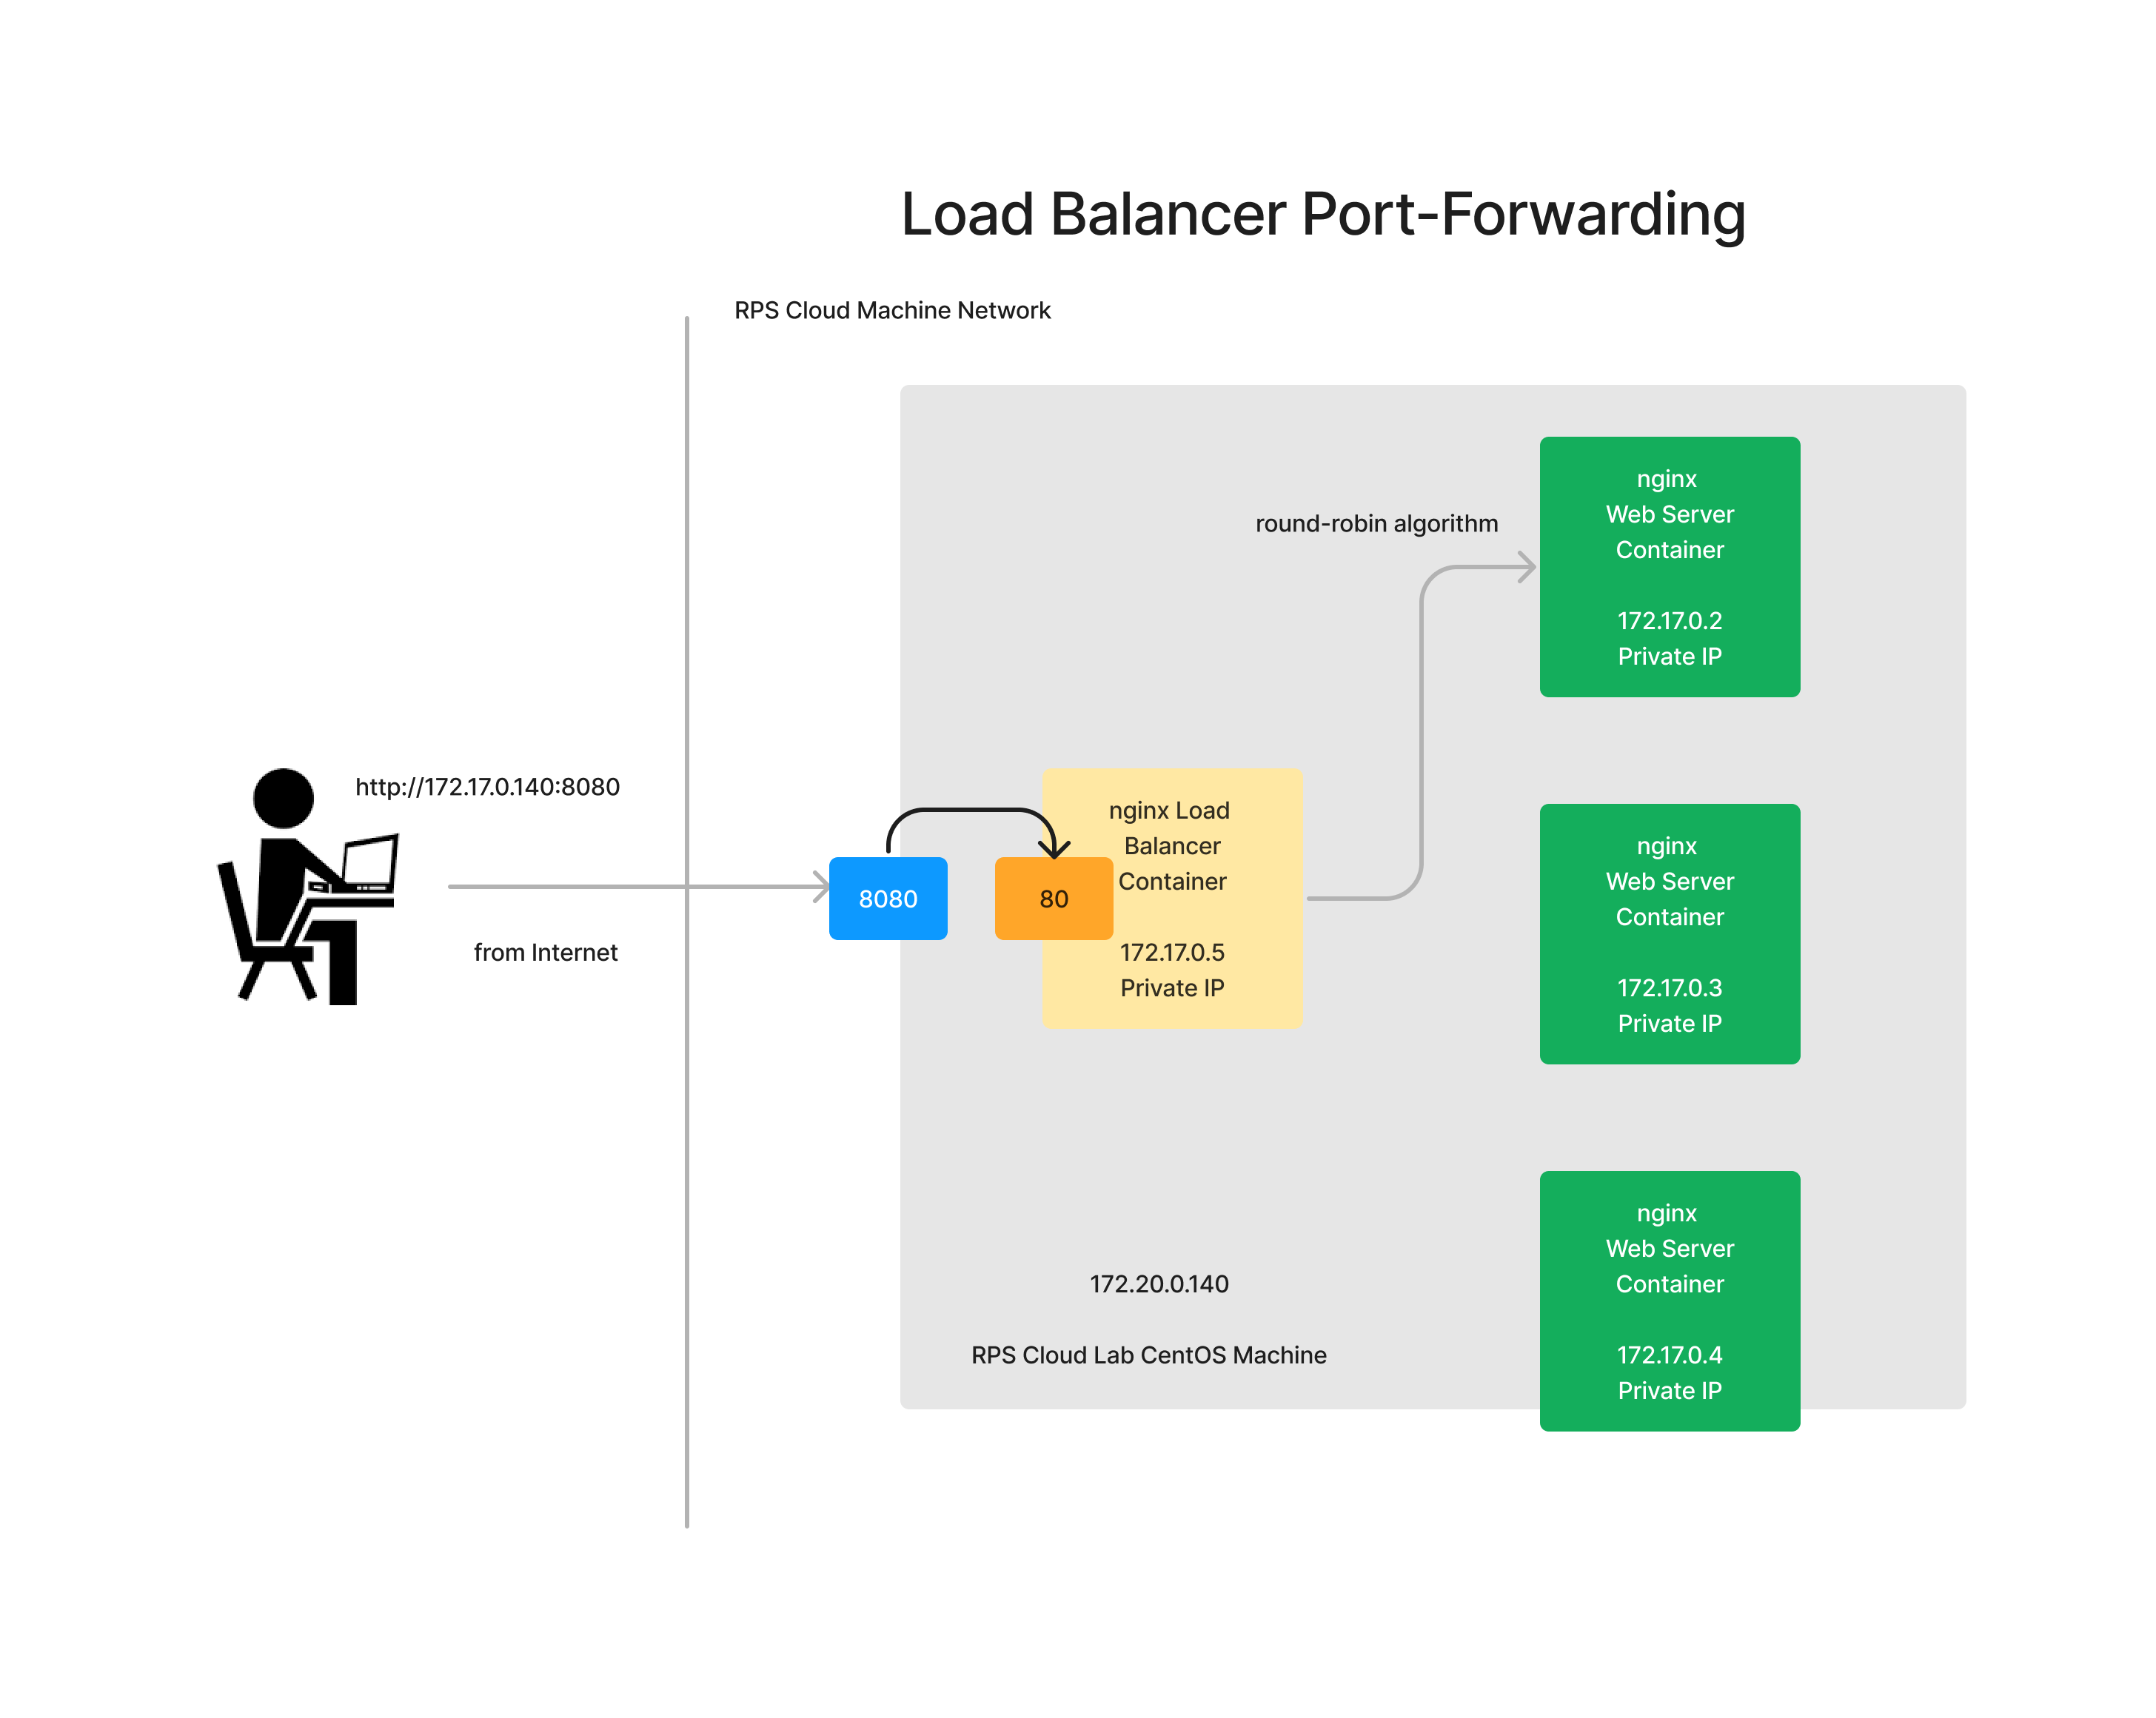 Load Balancer Port-Forwarding
RPS Cloud Machine Network
http://172.17.0.140:8080
from Internet
8080
80
nginx Load
Balancer
Container
172.17.0.5
Private IP
round-robin algorithm
nginx
Web Server
Container
172.17.0.2
Private IP
nginx
Web Server
Container
172.17.0.3
Private IP
nginx
Web Server
Container
172.17.0.4
Private IP
172.20.0.140
RPS Cloud Lab CentOS Machine